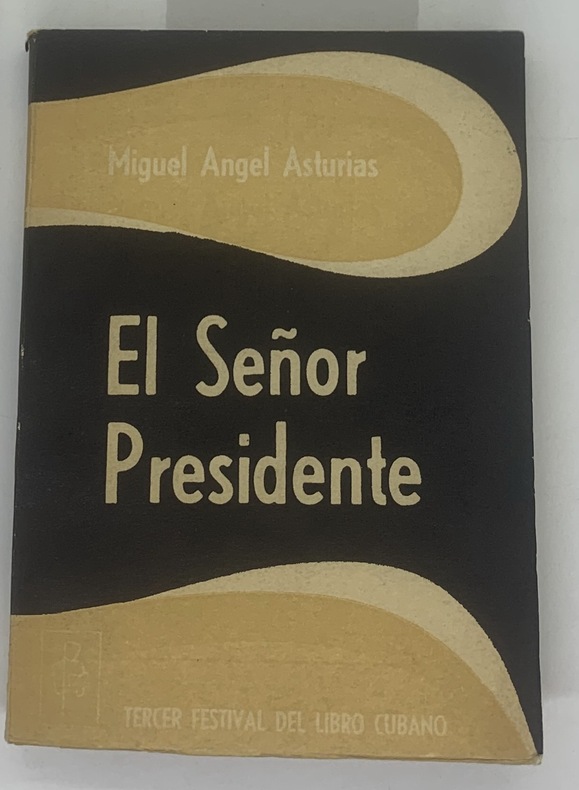 Miguel Angel Asturias
El Señor
Presidente
TERCER FESTIVAL DEL LIBRO CUBANO